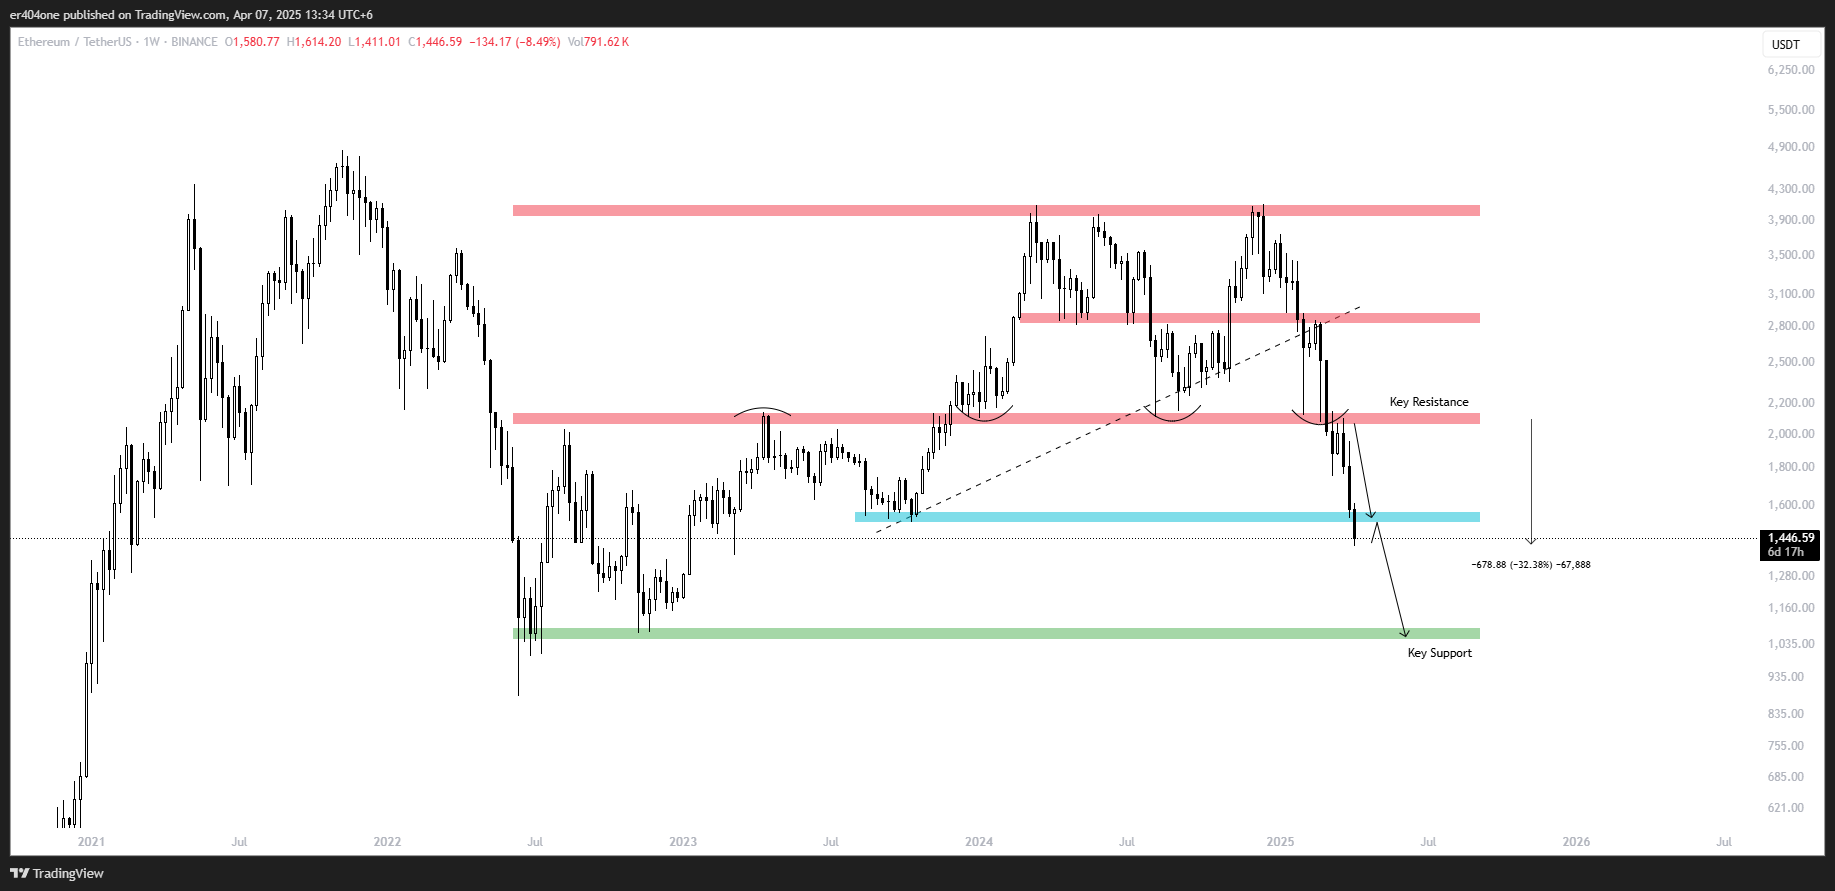 er404one published on TradingView.com, Apr 07, 2025 13:34 UTC+6
Ethereum / TetherUS · 1W · BINANCE O1,580.77 H1,614.20 L1,411.01 C1,446.59 −134.17 (−8.49%) Vol791.62 K
USDT
6,250.00
5,500.00
4,900.00
4,300.00
3,900.00
3,500.00
3,100.00
2,800.00
2,500.00
Key Resistance
2,200.00
2,000.00
1,800.00
1,600.00
1,446.59
6d 17h
−678.88 (−32.38%) −67,888
1,280.00
1,160.00
1,035.00
Key Support
935.00
835.00
755.00
685.00
621.00
2021 Jul 2022 Jul 2023 Jul 2024 Jul 2025 Jul 2026 Jul
TradingView